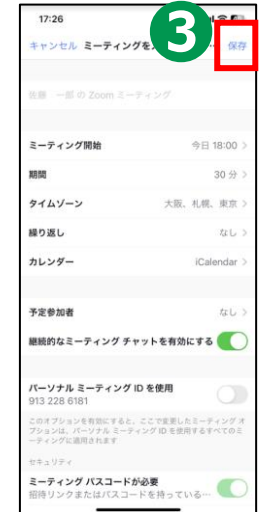 17:26
3
キャンセル ミーティングを… 保存
佐藤 一郎 の Zoom ミーティング
ミーティング開始 今日 18:00 >
期間 30 分 >
タイムゾーン 大阪、札幌、東京 >
繰り返し なし >
カレンダー iCalendar >
予定参加者 なし >
継続的なミーティング チャットを有効にする
パーソナル ミーティング ID を使用
913 228 6181
このオプションを有効にすると、ここで変更したミーティング オ
プションは、パーソナル ミーティング ID を使用するすべてのミ
ーティングに適用されます
セキュリティ
ミーティング パスコードが必要
招待リンクまたはパスコードを持っている…